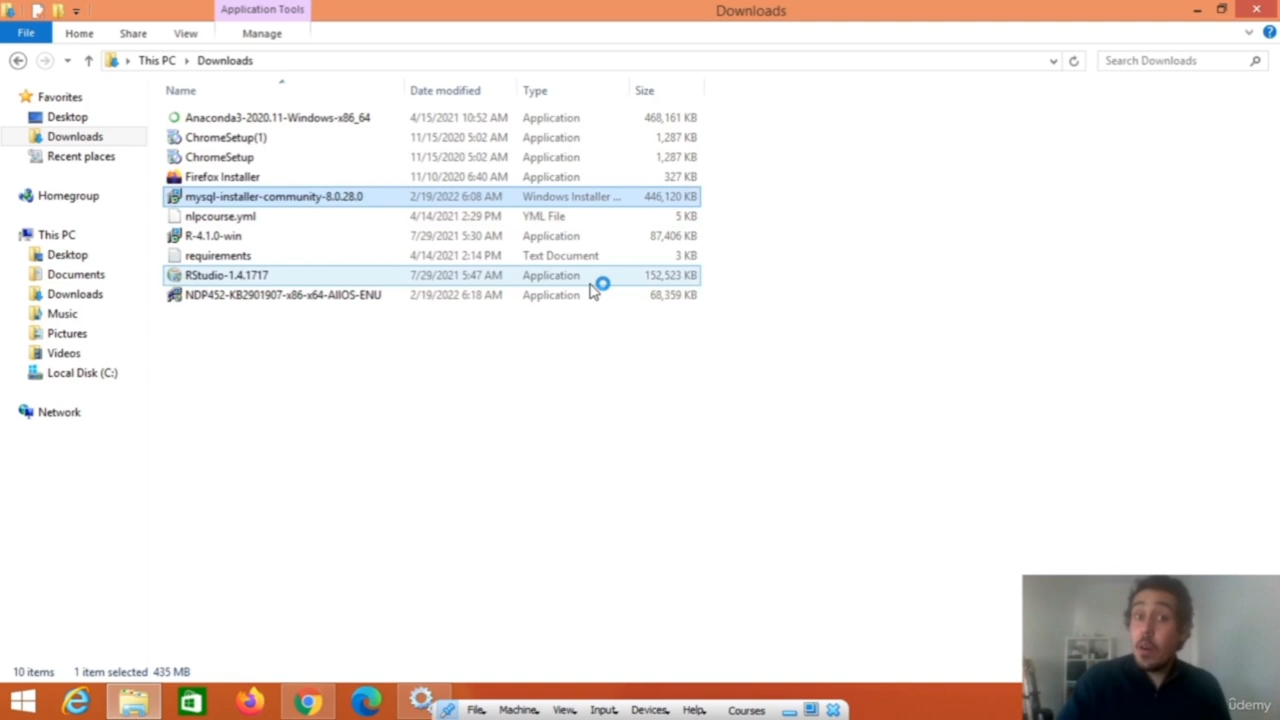 Application Tools
Downloads
File Home Share View Manage
This PC Downloads
Search Downloads
Name Date modified Type Size
Favorites
Desktop
Downloads
Recent places
Homegroup
This PC
Desktop
Documents
Downloads
Music
Pictures
Videos
Local Disk (C:)
Network
Anaconda3-2020.11-Windows-x86_64 4/15/2021 10:52 AM Application 468,161 KB
ChromeSetup(1) 11/15/2020 5:02 AM Application 1,287 KB
ChromeSetup 11/15/2020 5:02 AM Application 1,287 KB
Firefox Installer 11/10/2020 6:40 AM Application 327 KB
mysql-installer-community-8.0.28.0 2/19/2022 6:08 AM Windows Installer ... 446,120 KB
nlpcourse.yml 4/14/2021 2:29 PM YML File 5 KB
R-4.1.0-win 7/29/2021 5:30 AM Application 87,406 KB
requirements 4/14/2021 2:14 PM Text Document 3 KB
RStudio-1.4.1717 7/29/2021 5:47 AM Application 152,523 KB
NDP452-KB2901907-x86-x64-AllOS-ENU 2/19/2022 6:18 AM Application 68,359 KB
10 items 1 item selected 435 MB
File Machine View Input Devices Help Courses
ûdemy